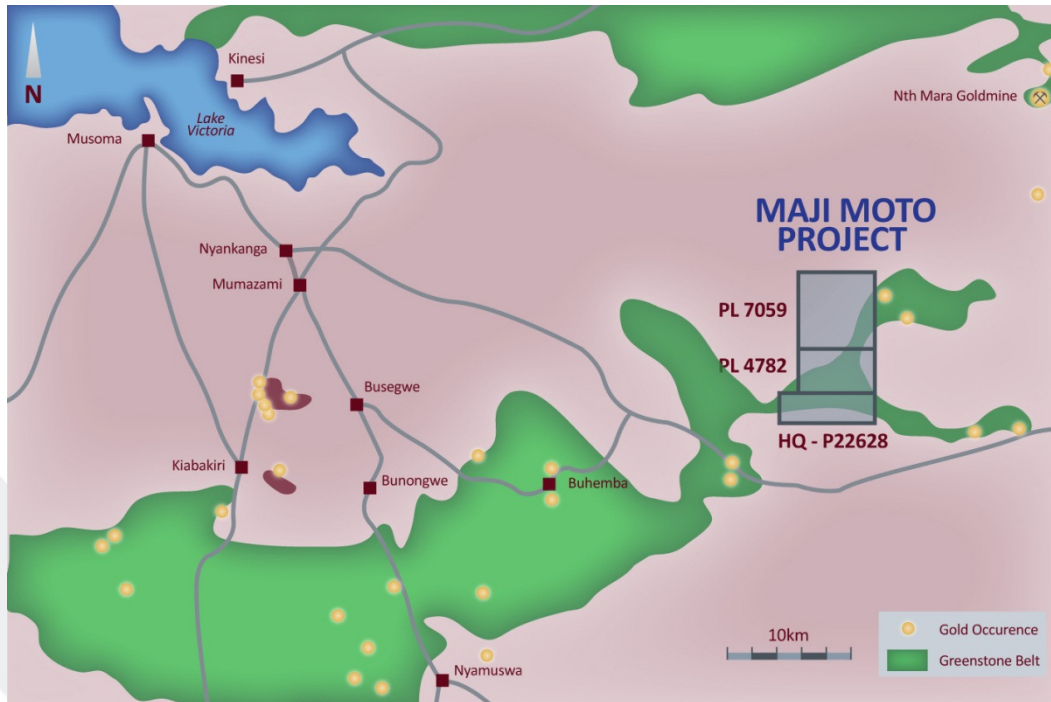 Kinesi
N
Lake
Victoria
Musoma
Nth Mara Goldmine
MAJI MOTO
PROJECT
Nyankanga
Mumazami
PL 7059
PL 4782
Busegwe
HQ - P22628
Kiabakiri
Bunongwe
Buhemba
10km
Gold Occurence
Greenstone Belt
Nyamuswa